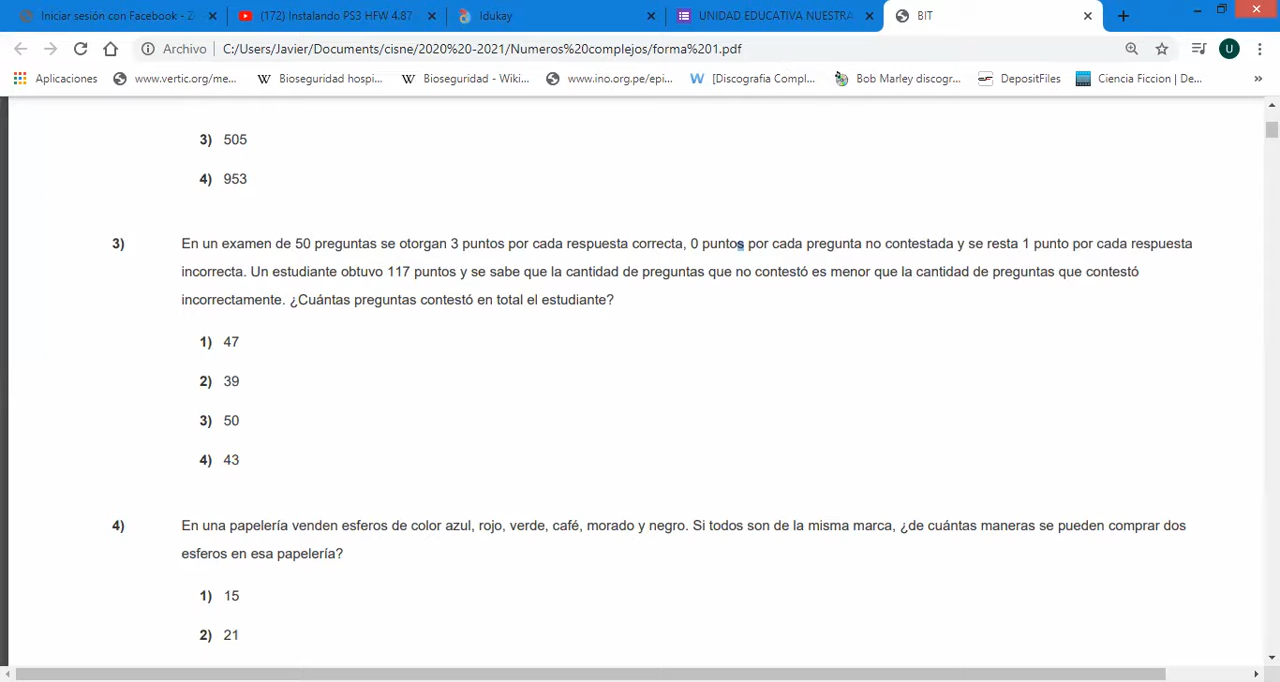 Iniciar sesión con Facebook - Z
(172) Instalando PS3 HFW 4.87
Idukay
UNIDAD EDUCATIVA NUESTRA
BIT
Archivo | C:/Users/Javier/Documents/cisne/2020%20-2021/Numeros%20complejos/forma%201.pdf
U
Aplicaciones
www.vertic.org/me...
Bioseguridad hospi...
Bioseguridad - Wiki...
www.ino.org.pe/epi...
[Discografia Compl...
Bob Marley discogr...
DepositFiles
Ciencia Ficcion | De...
»
3) 505
4) 953
3) En un examen de 50 preguntas se otorgan 3 puntos por cada respuesta correcta, 0 puntos por cada pregunta no contestada y se resta 1 punto por cada respuesta
incorrecta. Un estudiante obtuvo 117 puntos y se sabe que la cantidad de preguntas que no contestó es menor que la cantidad de preguntas que contestó
incorrectamente. ¿Cuántas preguntas contestó en total el estudiante?
1) 47
2) 39
3) 50
4) 43
4) En una papelería venden esferos de color azul, rojo, verde, café, morado y negro. Si todos son de la misma marca, ¿de cuántas maneras se pueden comprar dos
esferos en esa papelería?
1) 15
2) 21